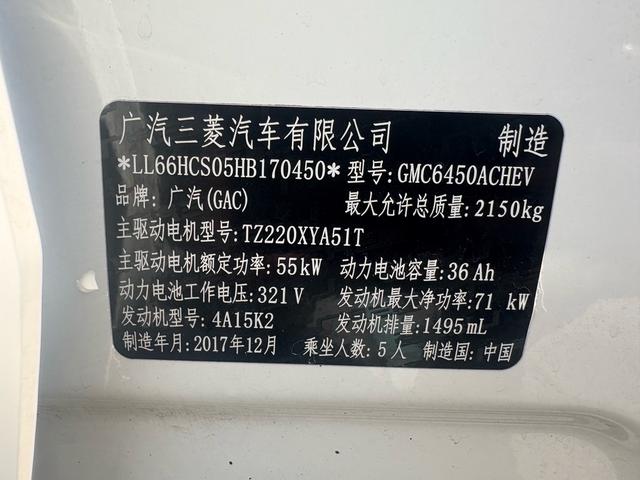 广汽三菱汽车有限公司 制造
*LL66HCS05HB170450* 型号: GMC6450ACHEV
品牌: 广汽(GAC) 最大允许总质量: 2150kg
主驱动电机型号: TZ220XYA51T
主驱动电机额定功率: 55kW 动力电池容量: 36 Ah
动力电池工作电压: 321 V 发动机最大净功率: 71 kW
发动机型号: 4A15K2 发动机排量: 1495mL
制造年月: 2017年12月 乘坐人数: 5人 制造国: 中国